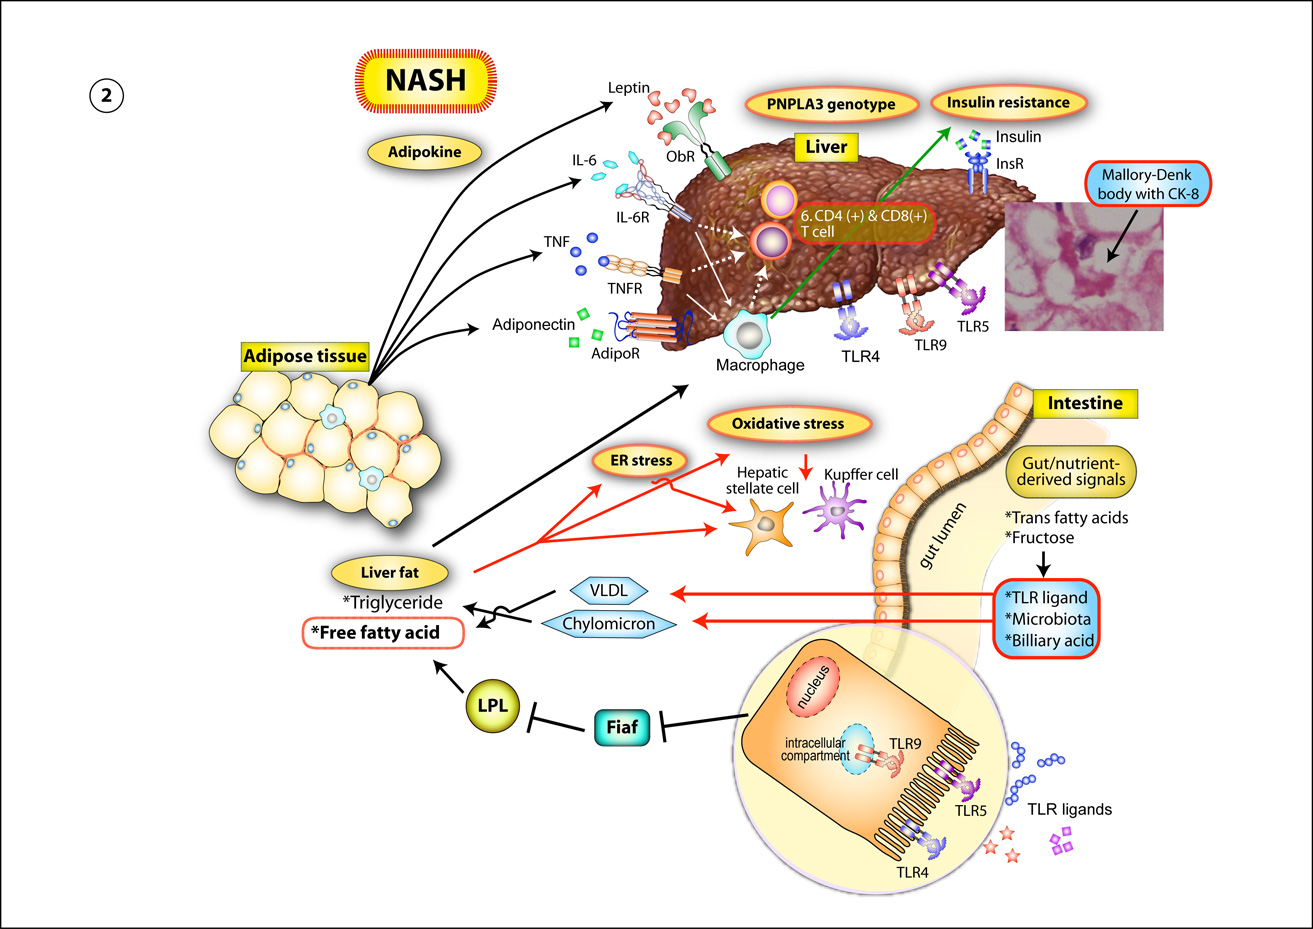 2
NASH
Adipokine
Leptin
ObR
IL-6
IL-6R
TNF
TNFR
Adiponectin
AdipoR
PNPLA3 genotype
Insulin resistance
Liver
Insulin
InsR
Mallory-Denk
body with CK-8
6. CD4 (+) & CD8(+)
T cell
Macrophage
TLR4
TLR9
TLR5
Adipose tissue
Oxidative stress
ER stress
Hepatic
stellate cell
Kupffer cell
Intestine
Gut/nutrient-
derived signals
*Trans fatty acids
*Fructose
gut lumen
*TLR ligand
*Microbiota
*Billiary acid
Liver fat
*Triglyceride
*Free fatty acid
VLDL
Chylomicron
LPL
Fiaf
nucleus
intracellular
compartment
TLR9
TLR5
TLR4
TLR ligands